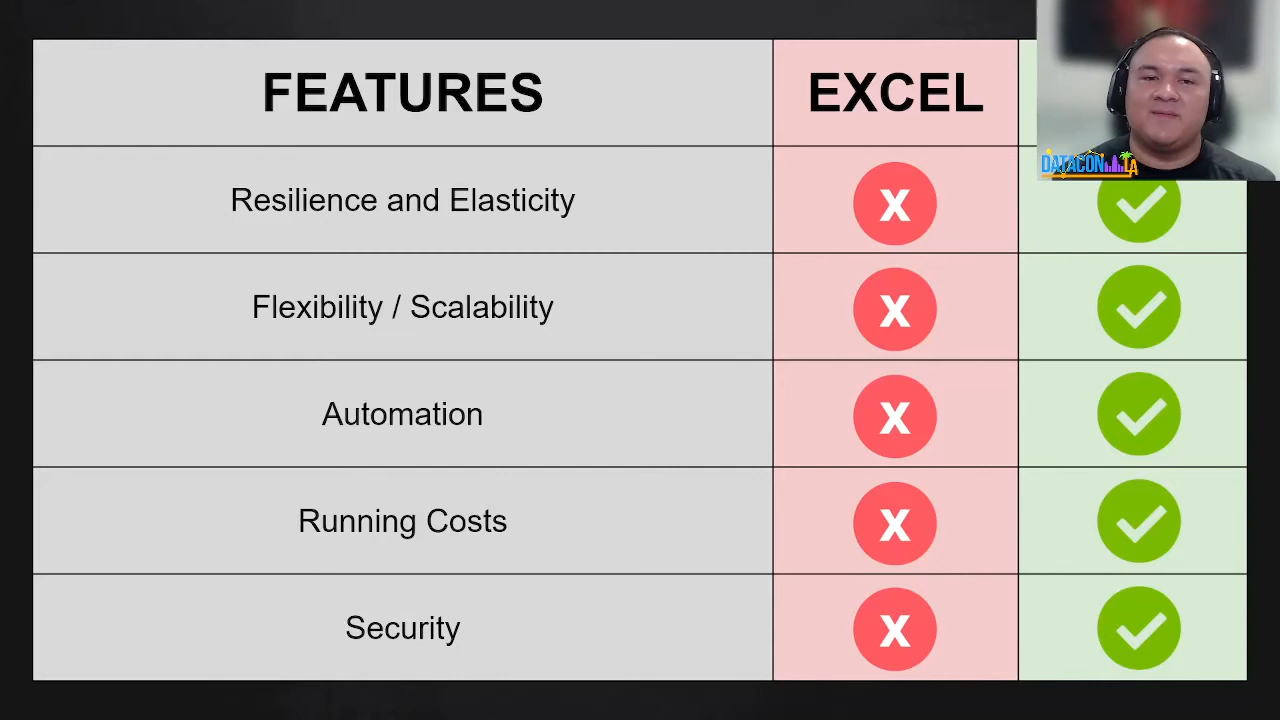 FEATURES
EXCEL
DATACON LA
Resilience and Elasticity
X
Flexibility / Scalability
X
Automation
X
Running Costs
X
Security
X